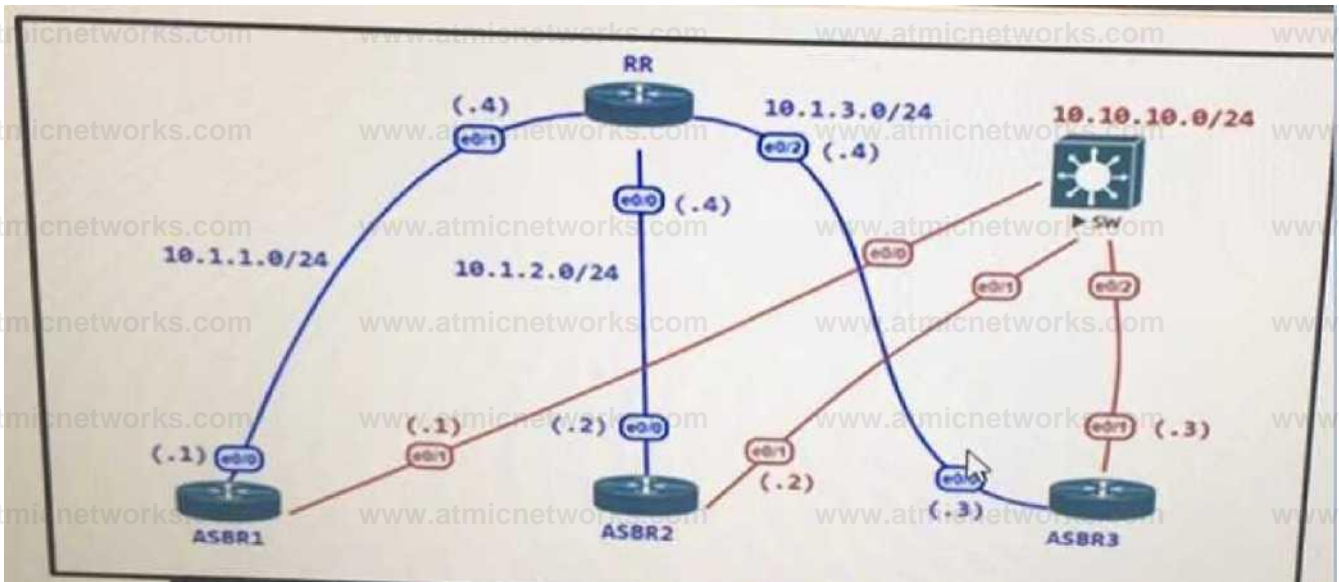 www.atmicnetworks.com
RR
(.4)
e0/1
10.1.3.0/24
e0/2
(.4)
10.10.10.0/24
e0/0
(.4)
SW
10.1.1.0/24
10.1.2.0/24
e0/0
e0/1
e0/2
(.1)
e0/0
(.1)
e0/1
(.2)
e0/0
e0/1
(.2)
(.3)
e0/1
(.3)
ASBR1
ASBR2
ASBR3